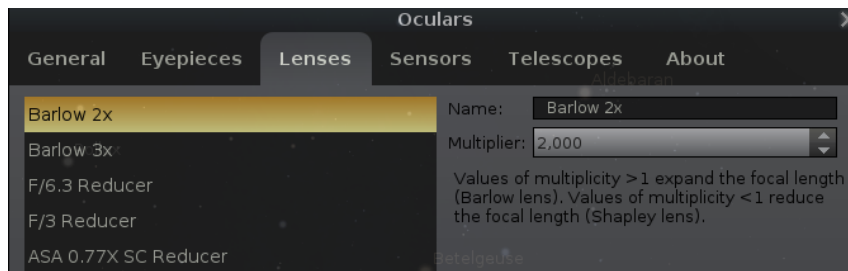 Oculars
General Eyepieces Lenses Sensors Telescopes About
Aldebaran
Barlow 2x
Barlow 3x
F/6.3 Reducer
F/3 Reducer
ASA 0.77X SC Reducer
Name: Barlow 2x
Multiplier: 2,000
Values of multiplicity >1 expand the focal length
(Barlow lens). Values of multiplicity <1 reduce
the focal length (Shapley lens).
Betelgeuse